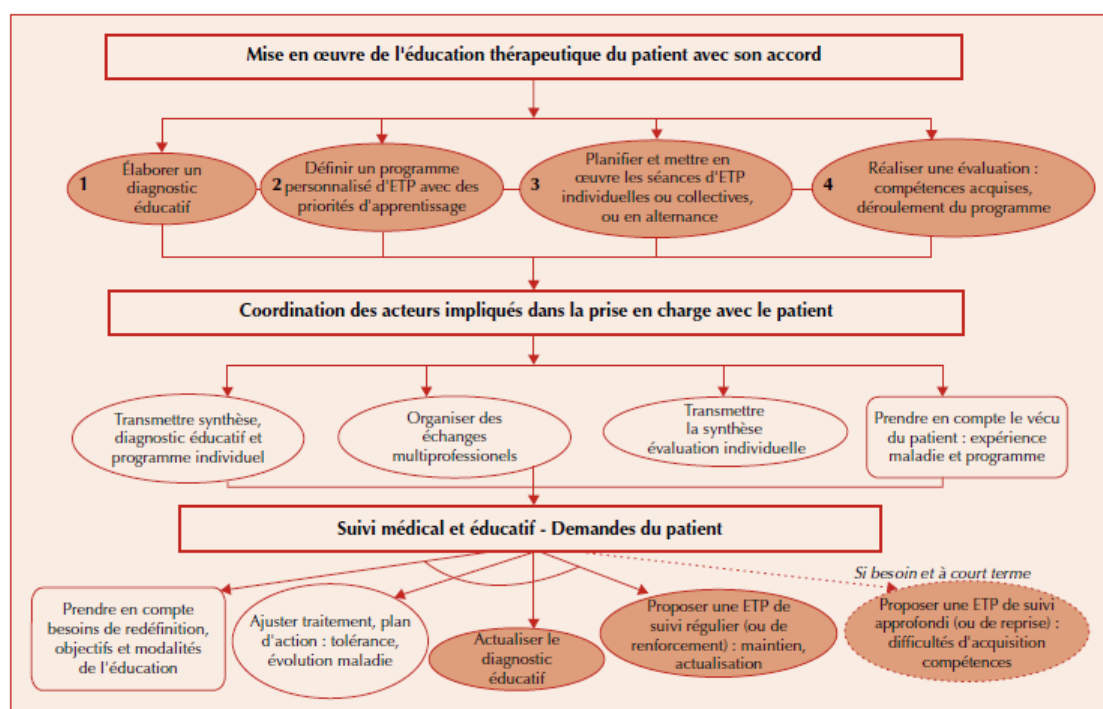 Mise en œuvre de l'éducation thérapeutique du patient avec son accord
1
Élaborer un
diagnostic
éducatif
2
Définir un programme
personnalisé d'ETP avec des
priorités d'apprentissage
3
Planifier et mettre en
œuvre les séances d'ETP
individuelles ou collectives,
ou en alternance
4
Réaliser une évaluation :
compétences acquises,
déroulement du programme
Coordination des acteurs impliqués dans la prise en charge avec le patient
Transmettre synthèse,
diagnostic éducatif et
programme individuel
Organiser des
échanges
multiprofessionels
Transmettre
la synthèse
évaluation individuelle
Prendre en compte le vécu
du patient : expérience
maladie et programme
Suivi médical et éducatif - Demandes du patient
Si besoin et à court terme
Prendre en compte
besoins de redéfinition,
objectifs et modalités
de l'éducation
Ajuster traitement, plan
d'action : tolérance,
évolution maladie
Actualiser le
diagnostic
éducatif
Proposer une ETP de
suivi régulier (ou de
renforcement) : maintien,
actualisation
Proposer une ETP de suivi
approfondi (ou de reprise) :
difficultés d'acquisition
compétences